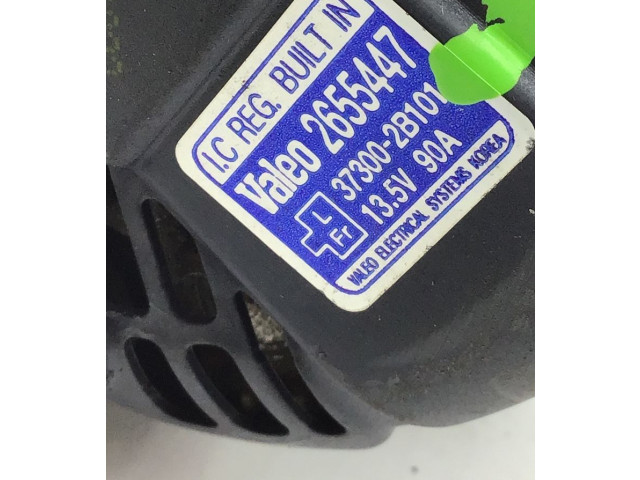 I.C REG. BUILT IN
Valeo 2655447
37300-2B101
L
Fr
13.5V 90A
VALEO ELECTRICAL SYSTEMS KOREA